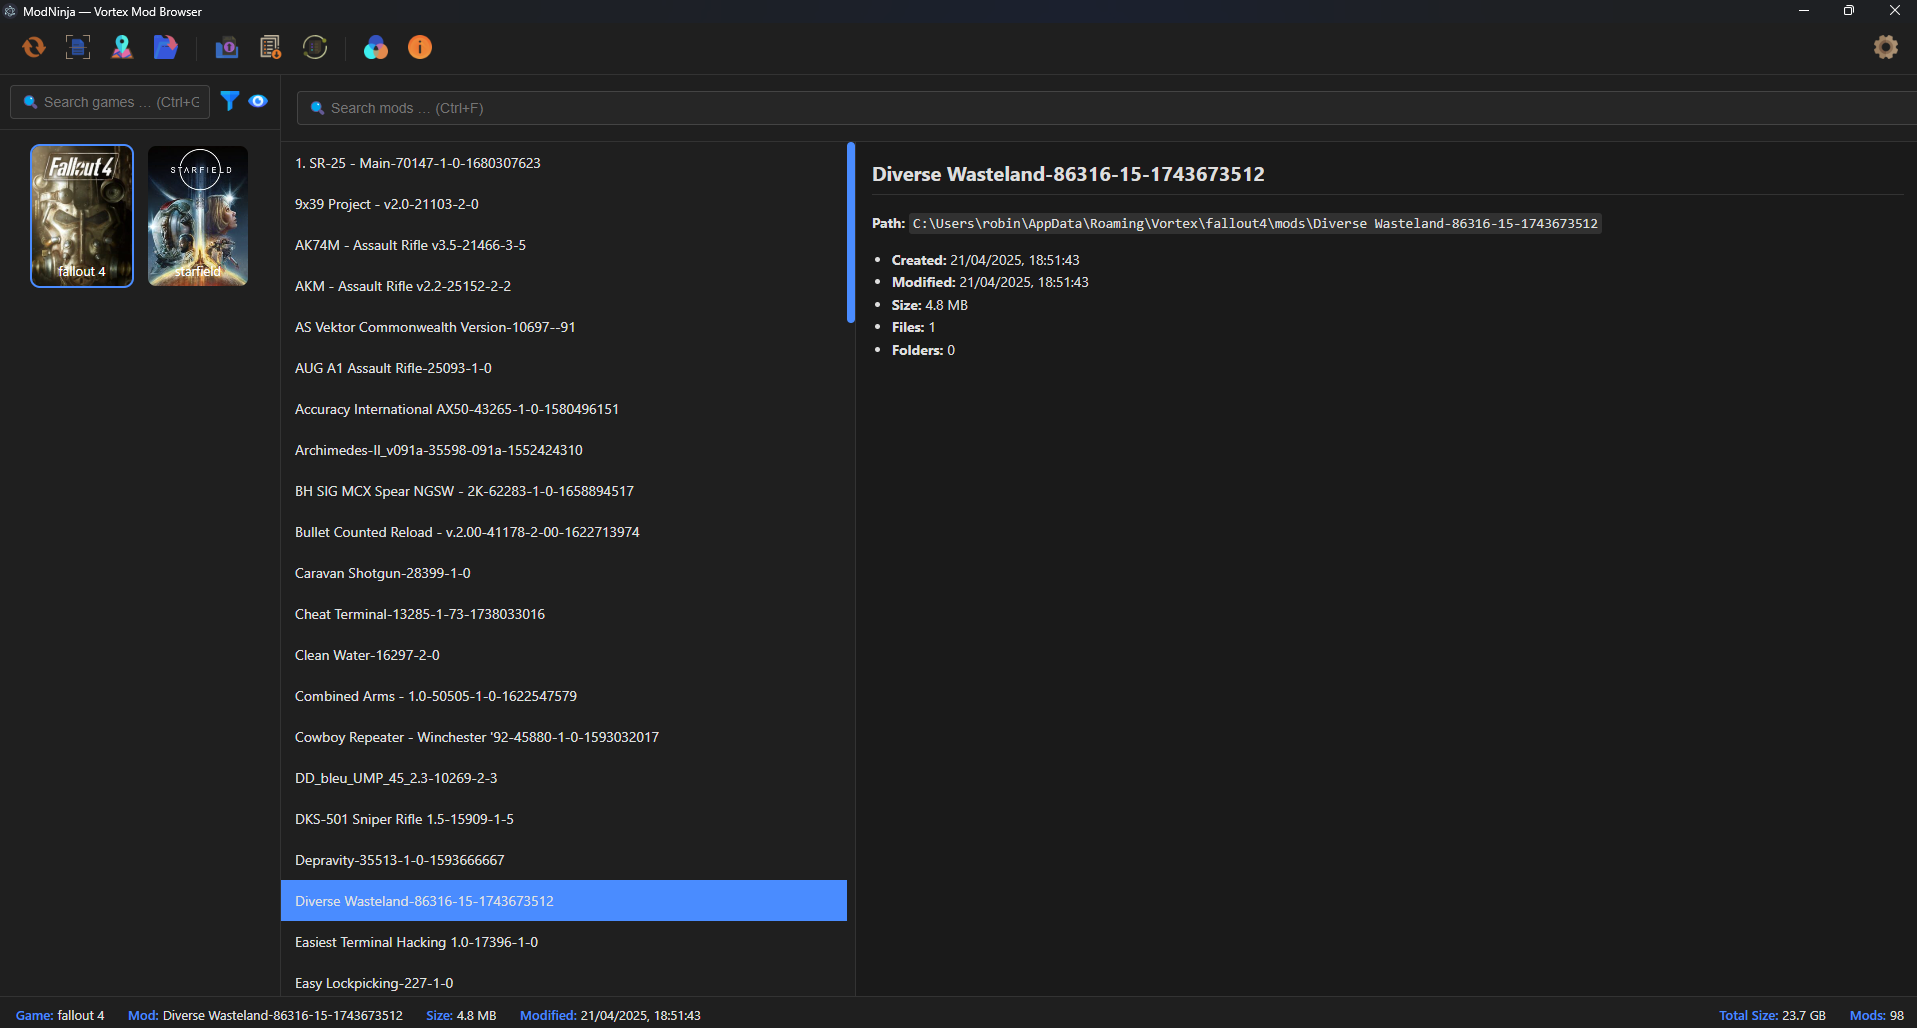 ModNinja — Vortex Mod Browser
Search games … (Ctrl+G
Search mods … (Ctrl+F)
Fallout 4
fallout 4
STARFIELD
starfield
1. SR-25 - Main-70147-1-0-1680307623
9x39 Project - v2.0-21103-2-0
AK74M - Assault Rifle v3.5-21466-3-5
AKM - Assault Rifle v2.2-25152-2-2
AS Vektor Commonwealth Version-10697--91
AUG A1 Assault Rifle-25093-1-0
Accuracy International AX50-43265-1-0-1580496151
Archimedes-II_v091a-35598-091a-1552424310
BH SIG MCX Spear NGSW - 2K-62283-1-0-1658894517
Bullet Counted Reload - v.2.00-41178-2-00-1622713974
Caravan Shotgun-28399-1-0
Cheat Terminal-13285-1-73-1738033016
Clean Water-16297-2-0
Combined Arms - 1.0-50505-1-0-1622547579
Cowboy Repeater - Winchester '92-45880-1-0-1593032017
DD_bleu_UMP_45_2.3-10269-2-3
DKS-501 Sniper Rifle 1.5-15909-1-5
Depravity-35513-1-0-1593666667
Diverse Wasteland-86316-15-1743673512
Easiest Terminal Hacking 1.0-17396-1-0
Easy Lockpicking-227-1-0
Diverse Wasteland-86316-15-1743673512
Path: C:\Users\robin\AppData\Roaming\Vortex\fallout4\mods\Diverse Wasteland-86316-15-1743673512
• Created: 21/04/2025, 18:51:43
• Modified: 21/04/2025, 18:51:43
• Size: 4.8 MB
• Files: 1
• Folders: 0
Game: fallout 4 Mod: Diverse Wasteland-86316-15-1743673512 Size: 4.8 MB Modified: 21/04/2025, 18:51:43 Total Size: 23.7 GB Mods: 98